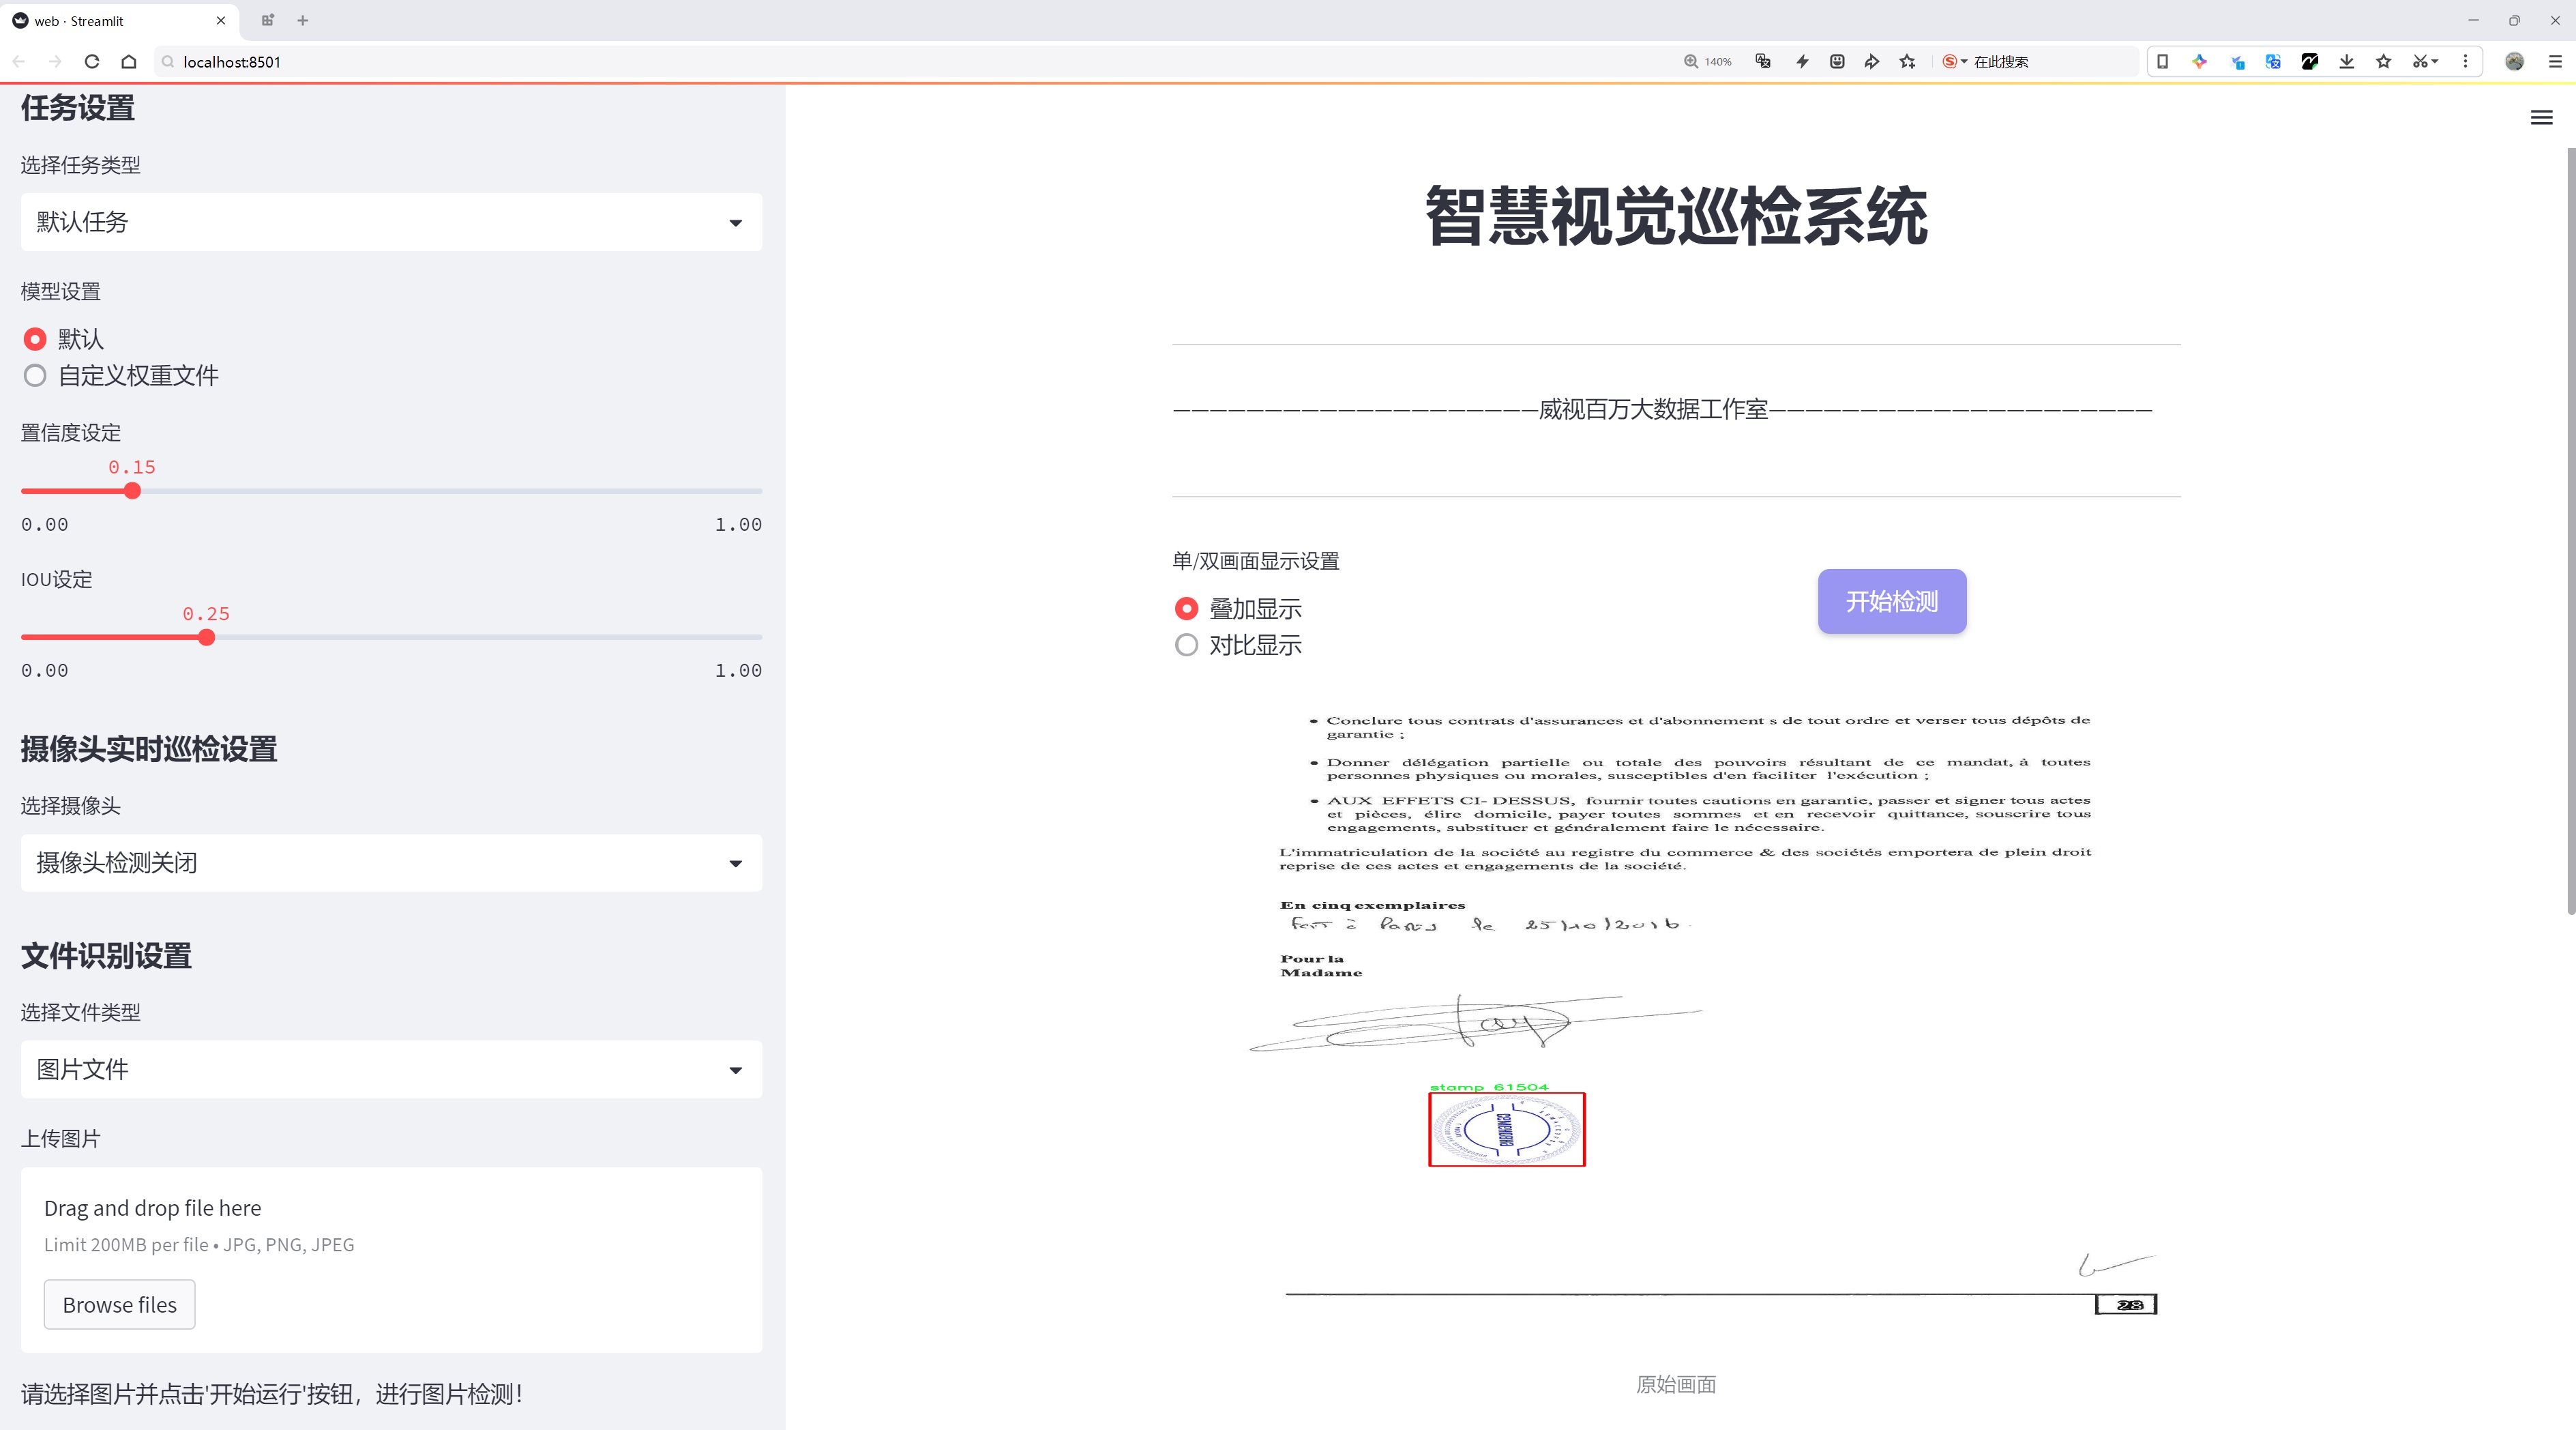 web · Streamlit
localhost:8501
140%
在此搜索
任务设置
选择任务类型
默认任务
模型设置
默认
自定义权重文件
置信度设定
0.15
0.00 1.00
IOU设定
0.25
0.00 1.00
摄像头实时巡检设置
选择摄像头
摄像头检测关闭
文件识别设置
选择文件类型
图片文件
上传图片
Drag and drop file here
Limit 200MB per file • JPG, PNG, JPEG
Browse files
请选择图片并点击'开始运行'按钮，进行图片检测！
智慧视觉巡检系统
————————————————————威视百万大数据工作室—————————————————————
单/双画面显示设置
叠加显示
对比显示
开始检测
• Conclure tous contrats d'assurances et d'abonnement s de tout ordre et verser tous dépôts de
garantie ;
• Donner délégation partielle ou totale des pouvoirs résultant de ce mandat, à toutes
personnes physiques ou morales, susceptibles d'en faciliter l'exécution ;
• AUX EFFETS CI- DESSUS, fournir toutes cautions en garantie, passer et signer tous actes
et pièces, élire domicile, payer toutes sommes et en recevoir quittance, souscrire tous
engagements, substituer et généralement faire le nécessaire.
L'immatriculation de la société au registre du commerce & des sociétés emportera de plein droit
reprise de ces actes et engagements de la société.
En cinq exemplaires
Fait à Paris le 25/10/2016
Pour la
Madame
stamp 61504
28
原始画面